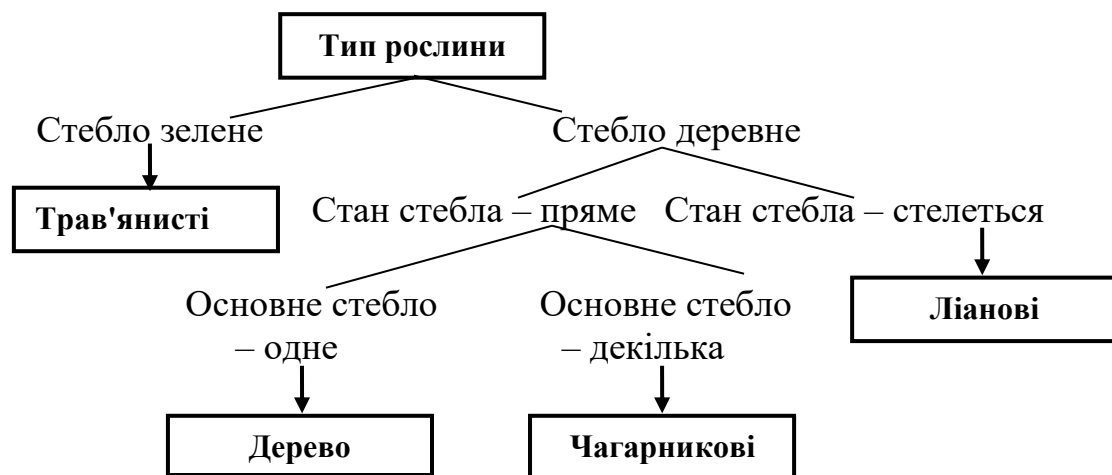 Тип рослини
Стебло зелене
Стебло деревне
Трав'янисті
Стан стебла – пряме
Стан стебла – стелеться
Основне стебло
– одне
Основне стебло
– декілька
Ліанові
Дерево
Чагарникові